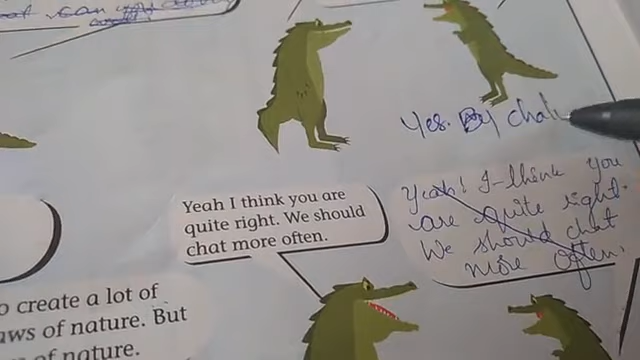 can
Yes. By
Yeah I think you are
quite right. We should
chat more often.
Yeah! I think you
are quite right.
We should chat
more often.
o create a lot of
aws of nature. But
of nature.